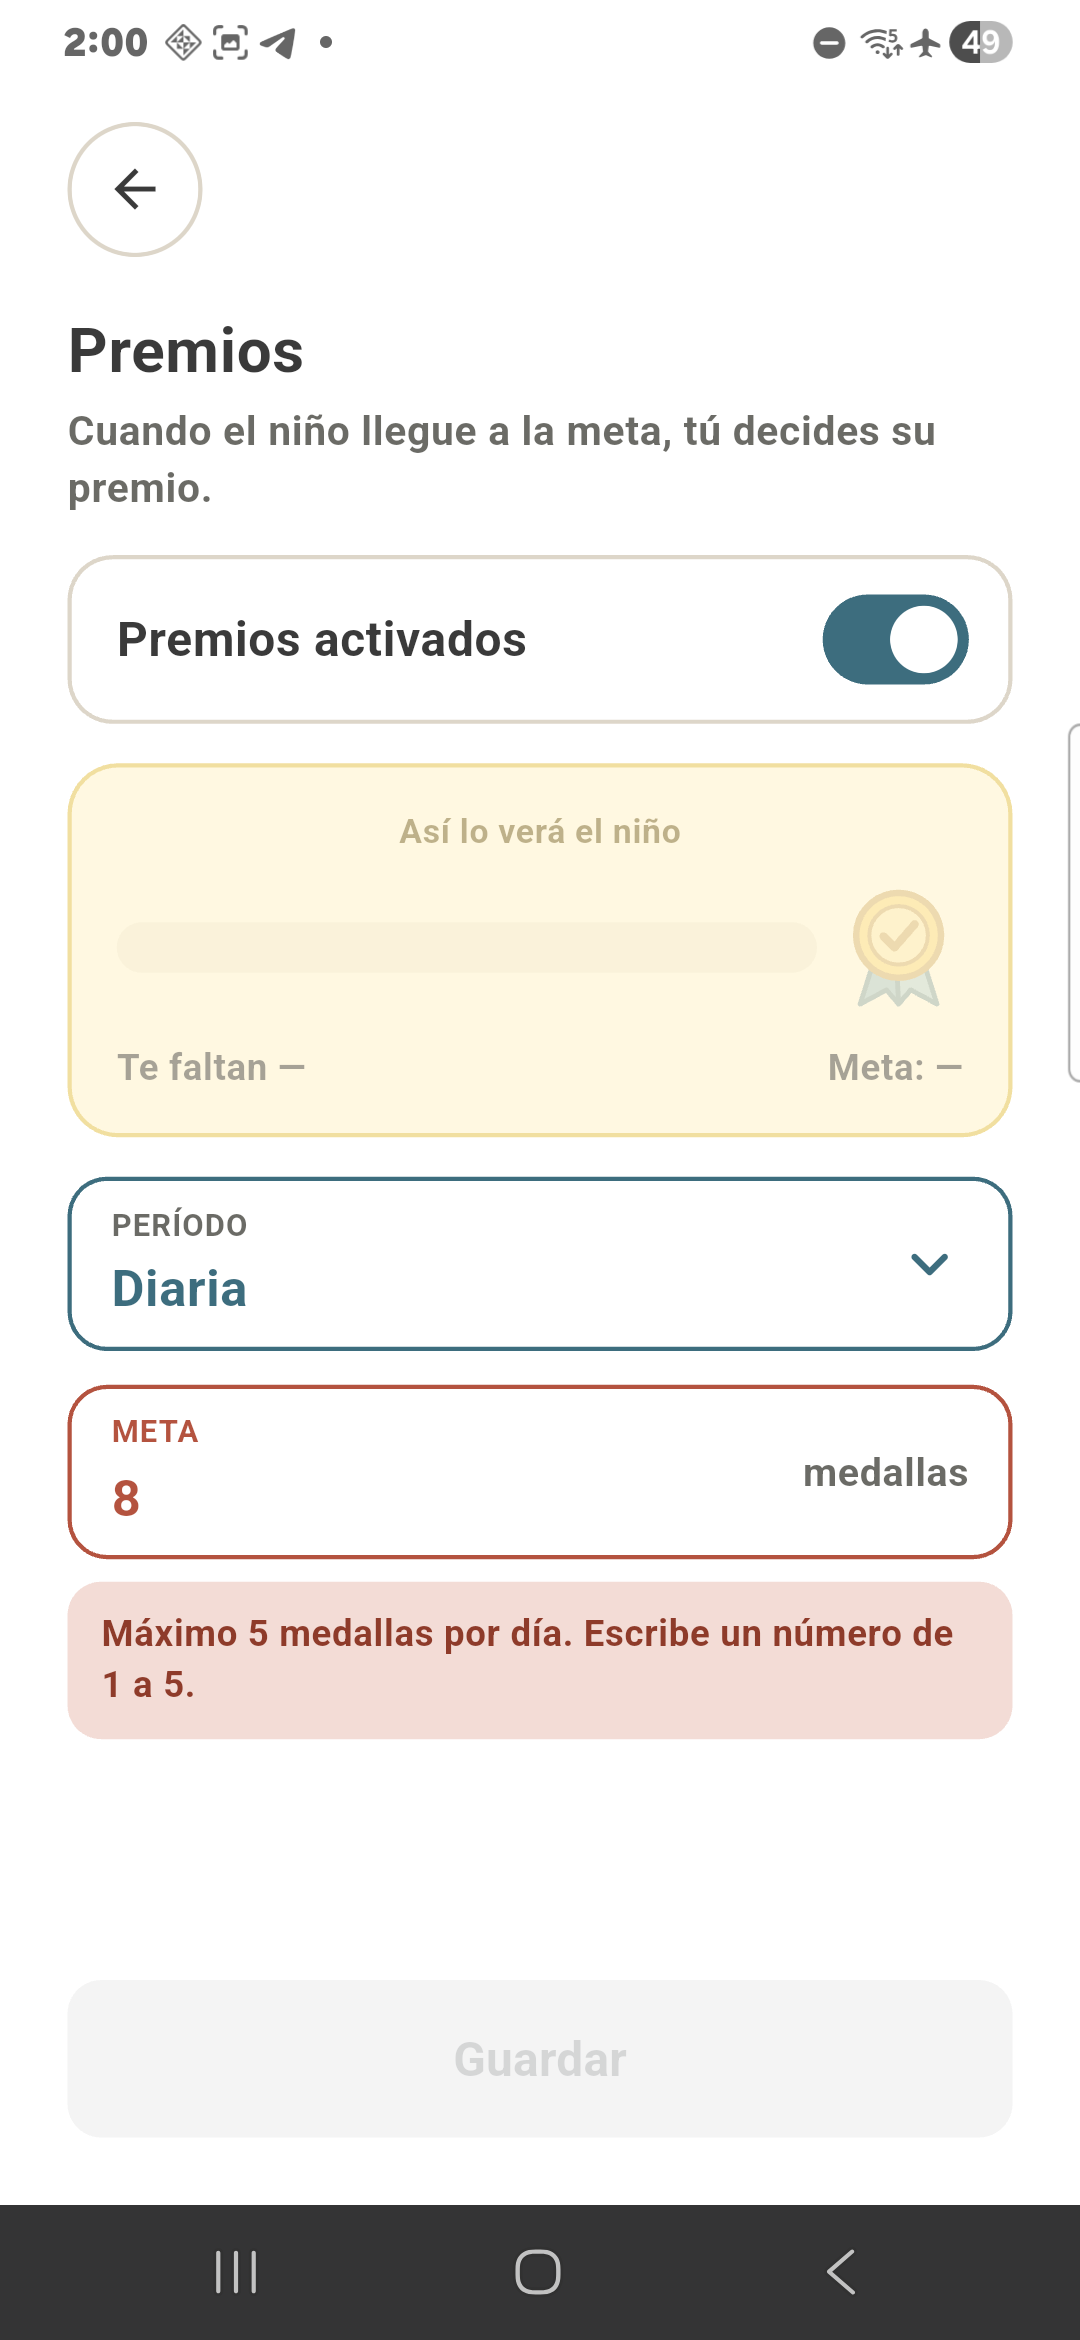 2:00
5
49
Premios
Cuando el niño llegue a la meta, tú decides su
premio.
Premios activados
Así lo verá el niño
Te faltan —
Meta: —
PERÍODO
Diaria
META
8
medallas
Máximo 5 medallas por día. Escribe un número de
1 a 5.
Guardar